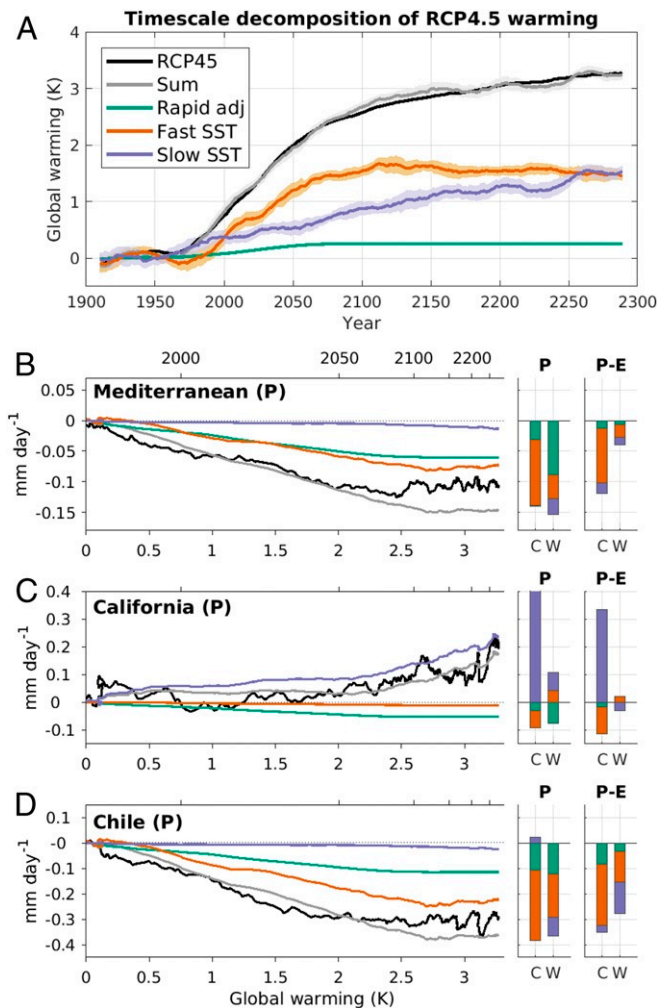 A
Timescale decomposition of RCP4.5 warming
Global warming (K)
4
3
2
1
0
RCP45
Sum
Rapid adj
Fast SST
Slow SST
1900 1950 2000 2050 2100 2150 2200 2250 2300
Year
B
2000 2050 2100 2200
P P-E
Mediterranean (P)
mm day-1
0.05
0
-0.05
-0.1
-0.15
0 0.5 1 1.5 2 2.5 3
C W C W
C
P P-E
California (P)
mm day-1
0.4
0.3
0.2
0.1
0
-0.1
0 0.5 1 1.5 2 2.5 3
C W C W
D
P P-E
Chile (P)
mm day-1
0.1
-0
-0.1
-0.2
-0.3
-0.4
0 0.5 1 1.5 2 2.5 3
C W C W
Global warming (K)